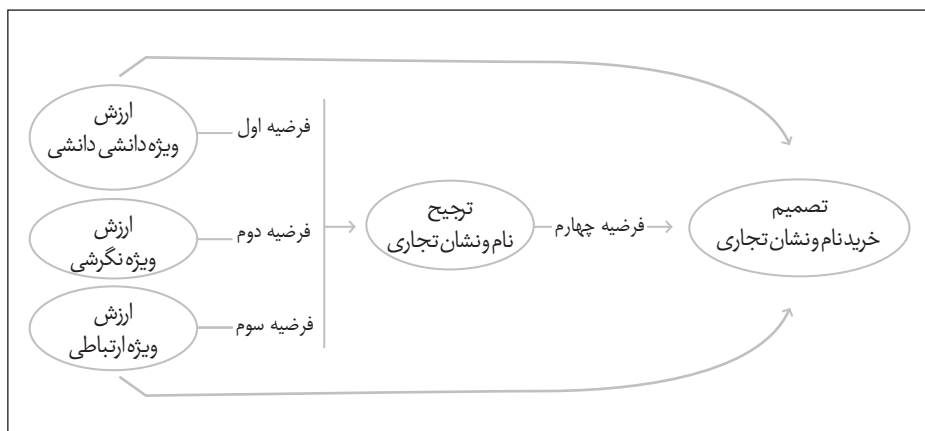 ارزش
ویژه دانشی دانشی
فرضیه اول
ارزش
ویژه نگرشی
فرضیه دوم
ارزش
ویژه ارتباطی
فرضیه سوم
ترجیح
نام و نشان تجاری
فرضیه چهارم
تصمیم
خرید نام و نشان تجاری